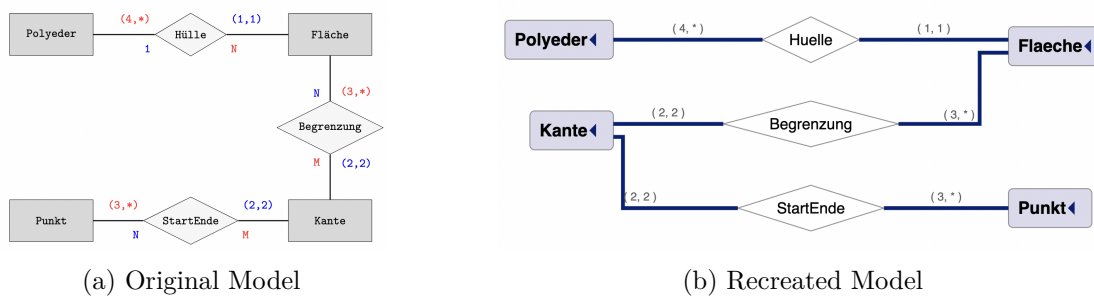 Polyeder
(4,*)
1
Hülle
(1,1)
N
Fläche
N
(3,*)
Begrenzung
M
(2,2)
Punkt
(3,*)
N
StartEnde
(2,2)
M
Kante
(a) Original Model
Polyeder
( 4, * )
Huelle
( 1, 1 )
Flaeche
Kante
( 2, 2 )
Begrenzung
( 3, * )
( 2, 2 )
StartEnde
( 3, * )
Punkt
(b) Recreated Model